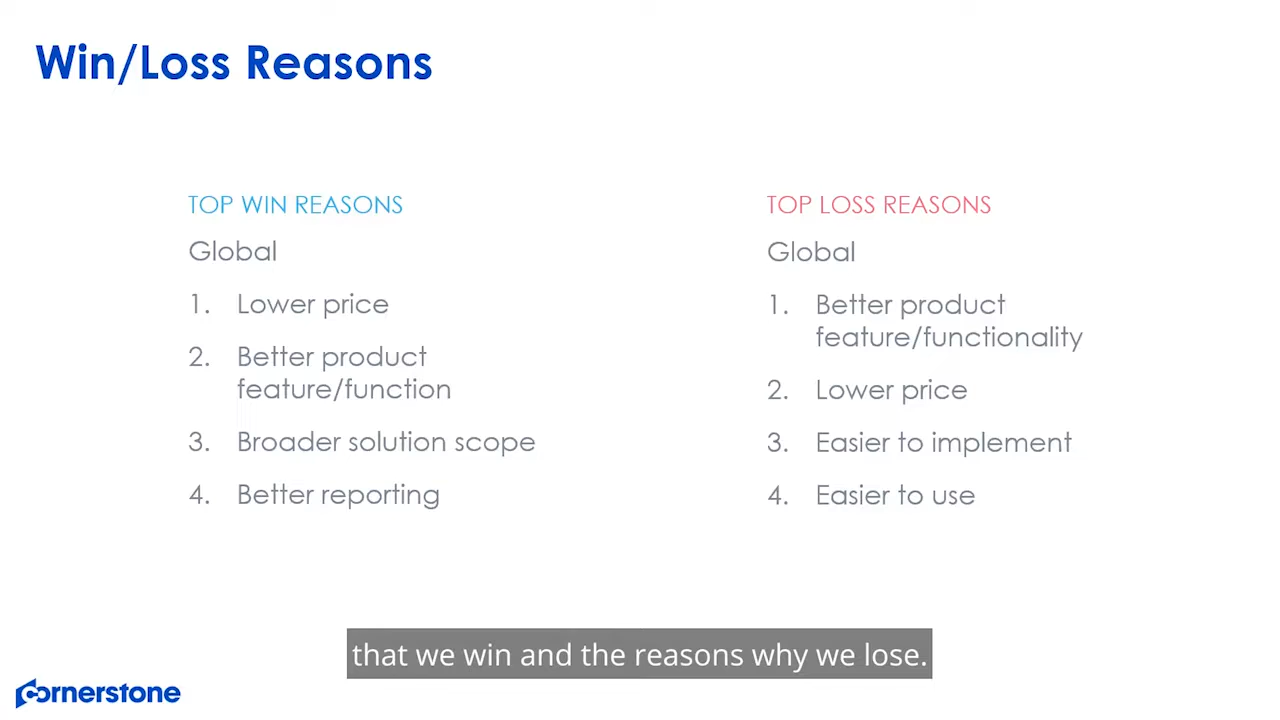 Win/Loss Reasons
TOP WIN REASONS
Global
1. Lower price
2. Better product
feature/function
3. Broader solution scope
4. Better reporting
TOP LOSS REASONS
Global
1. Better product
feature/functionality
2. Lower price
3. Easier to implement
4. Easier to use
that we win and the reasons why we lose.
cornerstone